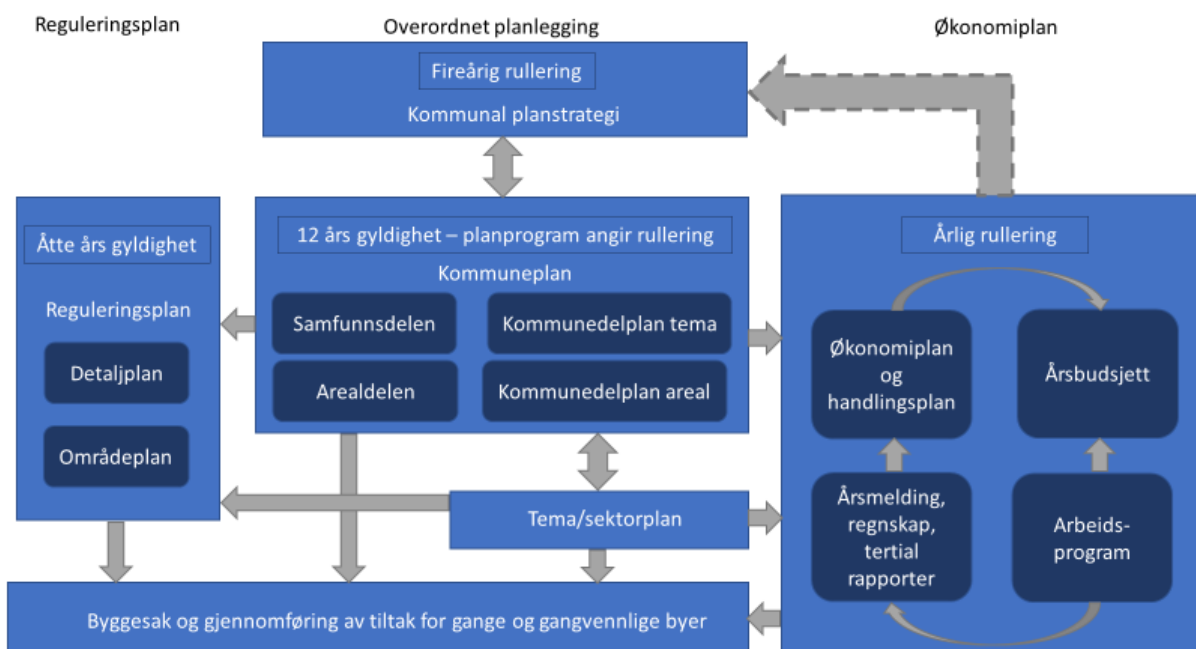 Reguleringsplan
Overordnet planlegging
Økonomiplan
Fireårig rullering
Kommunal planstrategi
Åtte års gyldighet
Reguleringsplan
Detaljplan
Områdeplan
12 års gyldighet – planprogram angir rullering
Kommuneplan
Samfunnsdelen
Kommunedelplan tema
Arealdelen
Kommunedelplan areal
Tema/sektorplan
Årlig rullering
Økonomiplan
og
handlingsplan
Årsbudsjett
Årsmelding,
regnskap,
tertial
rapporter
Arbeids-
program
Byggesak og gjennomføring av tiltak for gange og gangvennlige byer